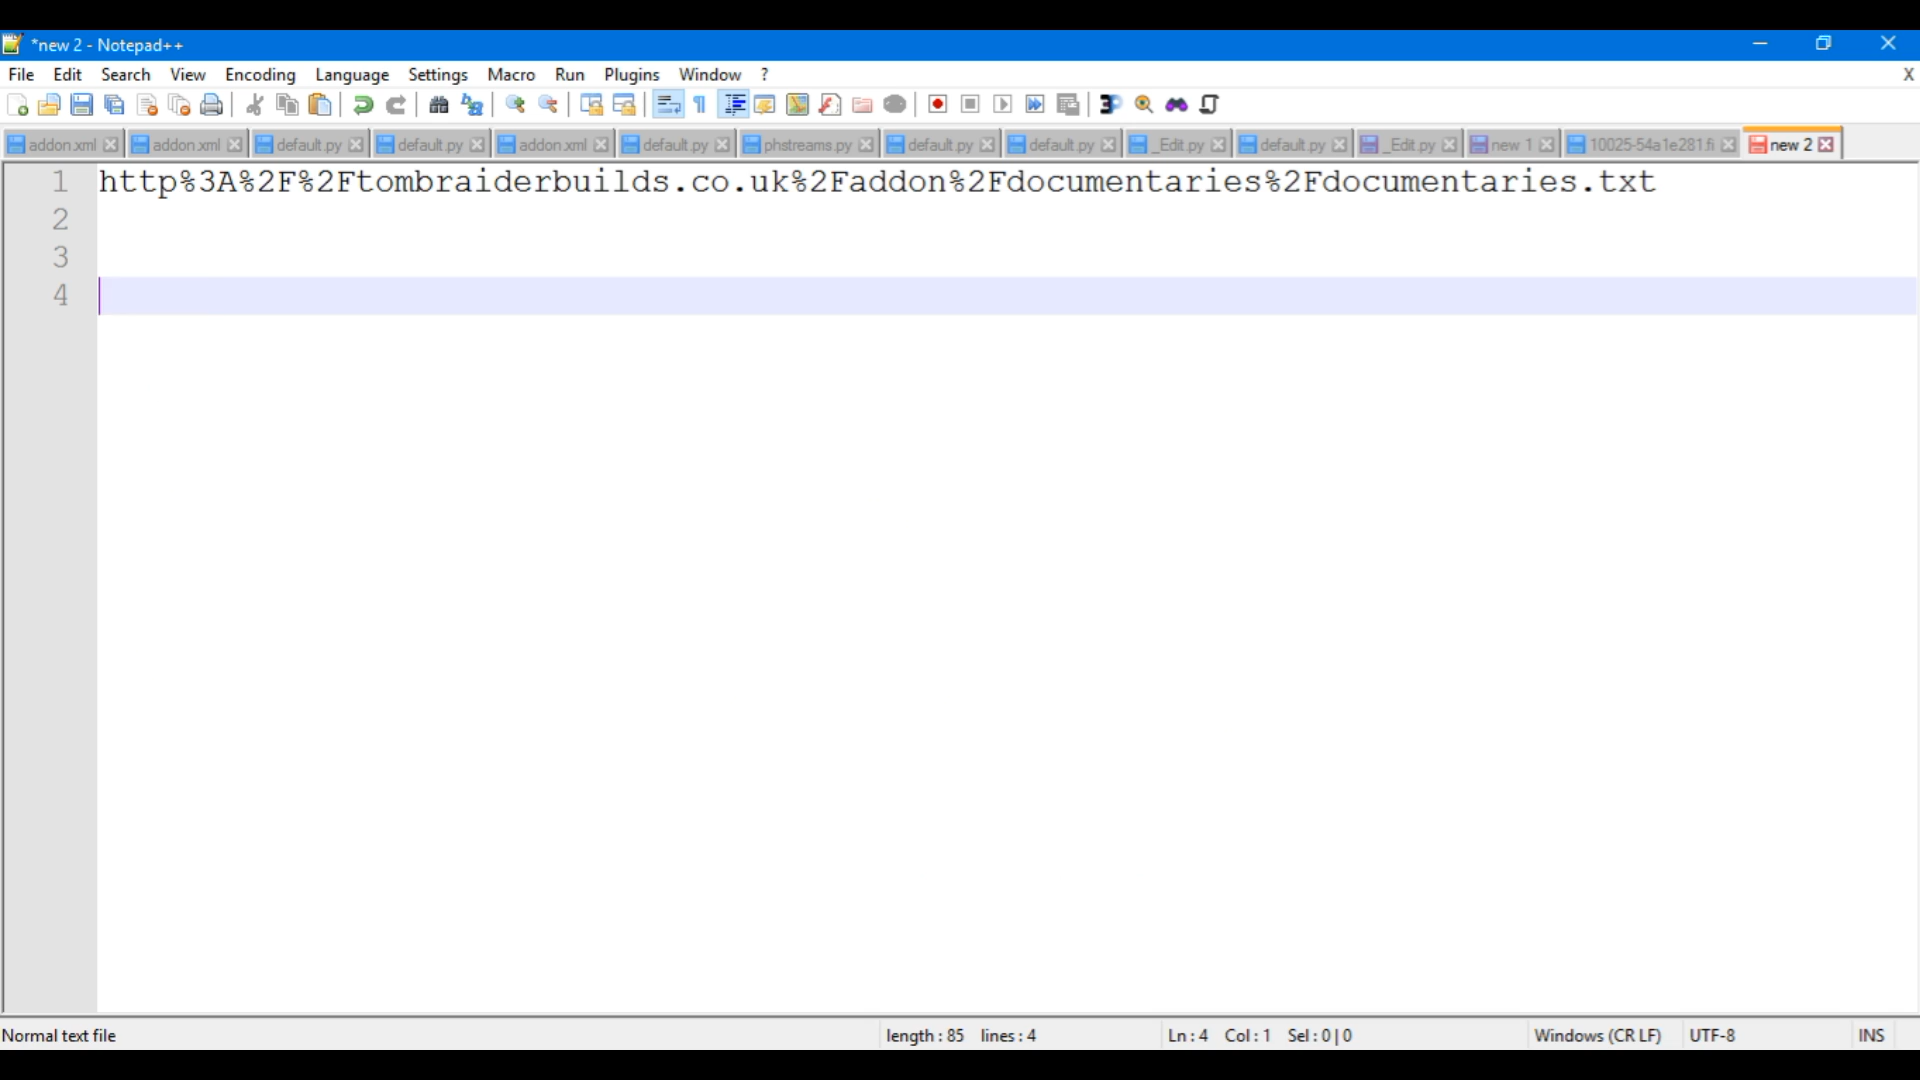 *new 2 - Notepad++
File Edit Search View Encoding Language Settings Macro Run Plugins Window ?
X
addon.xml addon.xml default.py default.py addon.xml default.py phstreams.py default.py default.py _Edit.py default.py _Edit.py new 1 10025-54a1e281.fi new 2
1 http%3A%2F%2Ftombraiderbuilds.co.uk%2Faddon%2Fdocumentaries%2Fdocumentaries.txt
2
3
4
Normal text file length : 85 lines : 4 Ln : 4 Col : 1 Sel : 0 | 0 Windows (CR LF) UTF-8 INS